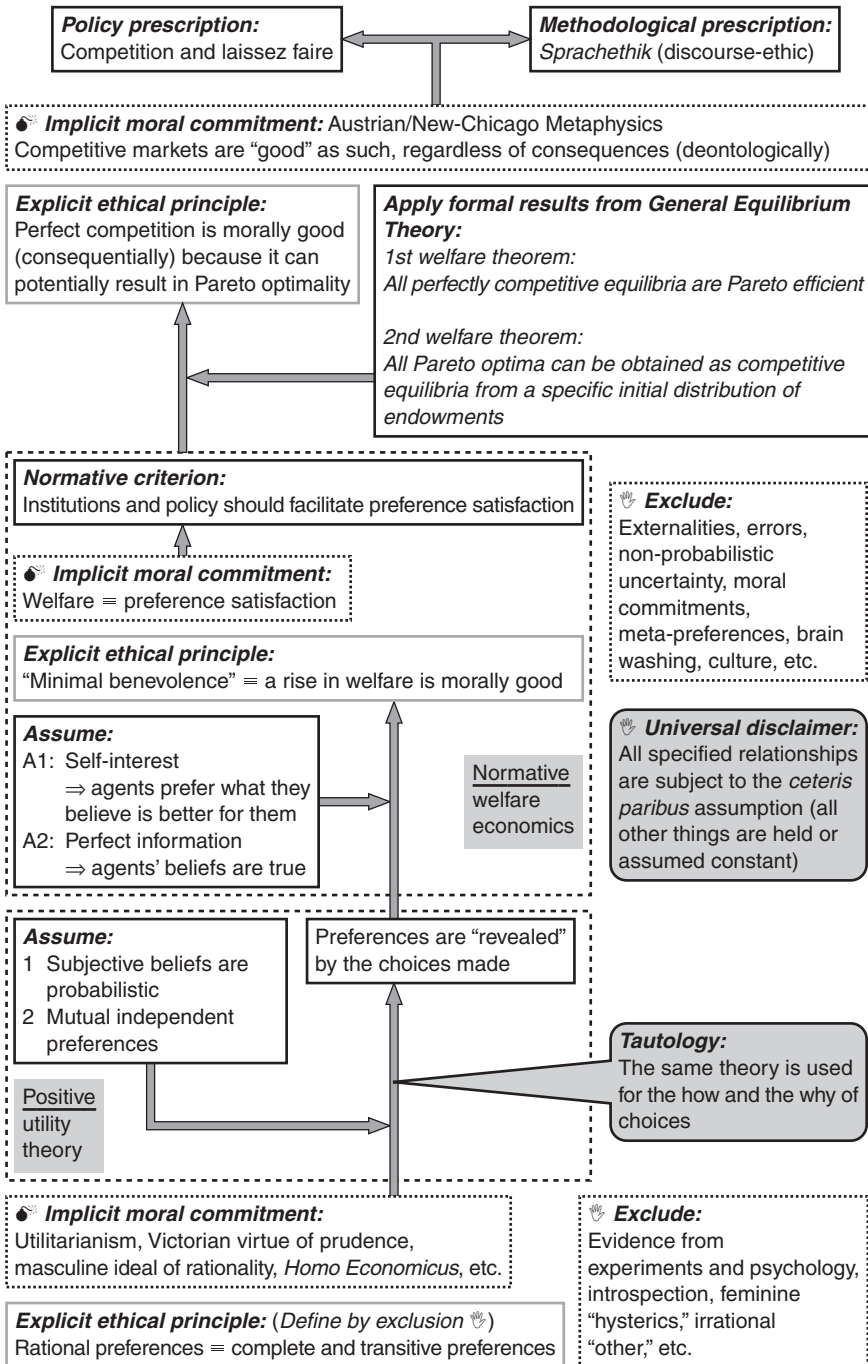 Policy prescription:
Competition and laissez faire
Methodological prescription:
Sprachethik (discourse-ethic)
Implicit moral commitment: Austrian/New-Chicago Metaphysics
Competitive markets are “good” as such, regardless of consequences (deontologically)
Explicit ethical principle:
Perfect competition is morally good
(consequentially) because it can
potentially result in Pareto optimality
Apply formal results from General Equilibrium
Theory:
1st welfare theorem:
All perfectly competitive equilibria are Pareto efficient
2nd welfare theorem:
All Pareto optima can be obtained as competitive
equilibria from a specific initial distribution of
endowments
Normative criterion:
Institutions and policy should facilitate preference satisfaction
Implicit moral commitment:
Welfare ≡ preference satisfaction
Explicit ethical principle:
“Minimal benevolence” ≡ a rise in welfare is morally good
Assume:
A1: Self-interest
⇒ agents prefer what they
believe is better for them
A2: Perfect information
⇒ agents’ beliefs are true
Normative
welfare
economics
Exclude:
Externalities, errors,
non-probabilistic
uncertainty, moral
commitments,
meta-preferences, brain
washing, culture, etc.
Universal disclaimer:
All specified relationships
are subject to the ceteris
paribus assumption (all
other things are held or
assumed constant)
Assume:
1 Subjective beliefs are
probabilistic
2 Mutual independent
preferences
Preferences are “revealed”
by the choices made
Positive
utility
theory
Tautology:
The same theory is used
for the how and the why of
choices
Implicit moral commitment:
Utilitarianism, Victorian virtue of prudence,
masculine ideal of rationality, Homo Economicus, etc.
Explicit ethical principle: (Define by exclusion)
Rational preferences ≡ complete and transitive preferences
Exclude:
Evidence from
experiments and psychology,
introspection, feminine
“hysterics,” irrational
“other,” etc.